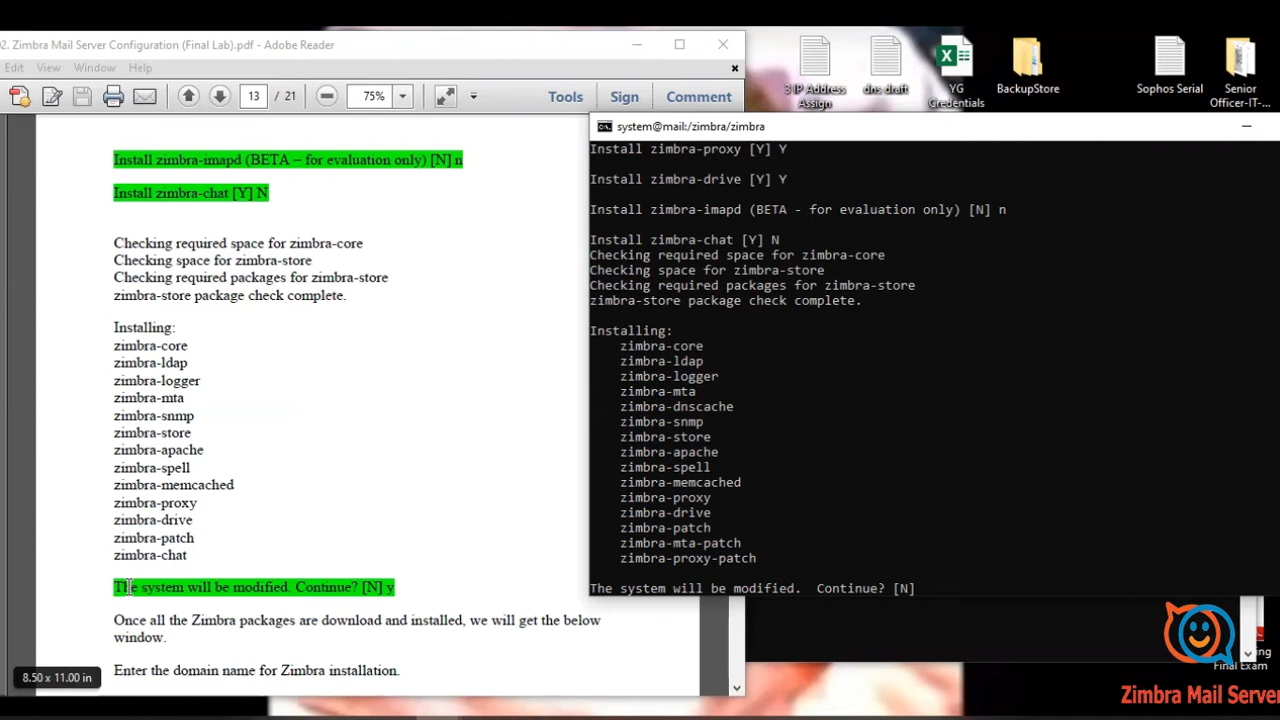 02. Zimbra Mail Server Configuration (Final Lab).pdf - Adobe Reader
Edit View Window Help
13 / 21
75%
Tools Sign Comment
Install zimbra-imapd (BETA – for evaluation only) [N] n
Install zimbra-chat [Y] N
Checking required space for zimbra-core
Checking space for zimbra-store
Checking required packages for zimbra-store
zimbra-store package check complete.
Installing:
zimbra-core
zimbra-ldap
zimbra-logger
zimbra-mta
zimbra-snmp
zimbra-store
zimbra-apache
zimbra-spell
zimbra-memcached
zimbra-proxy
zimbra-drive
zimbra-patch
zimbra-chat
The system will be modified. Continue? [N] y
Once all the Zimbra packages are download and installed, we will get the below
window.
Enter the domain name for Zimbra installation.
8.50 x 11.00 in
3 IP Address
Assign
dns draft
YG
Credentials
BackupStore
Sophos Serial
Senior
Officer-IT-...
system@mail:/zimbra/zimbra
Install zimbra-proxy [Y] Y
Install zimbra-drive [Y] Y
Install zimbra-imapd (BETA - for evaluation only) [N] n
Install zimbra-chat [Y] N
Checking required space for zimbra-core
Checking space for zimbra-store
Checking required packages for zimbra-store
zimbra-store package check complete.
Installing:
zimbra-core
zimbra-ldap
zimbra-logger
zimbra-mta
zimbra-dnscache
zimbra-snmp
zimbra-store
zimbra-apache
zimbra-spell
zimbra-memcached
zimbra-proxy
zimbra-drive
zimbra-patch
zimbra-mta-patch
zimbra-proxy-patch
The system will be modified.  Continue? [N]
Final Exam
Zimbra Mail Server